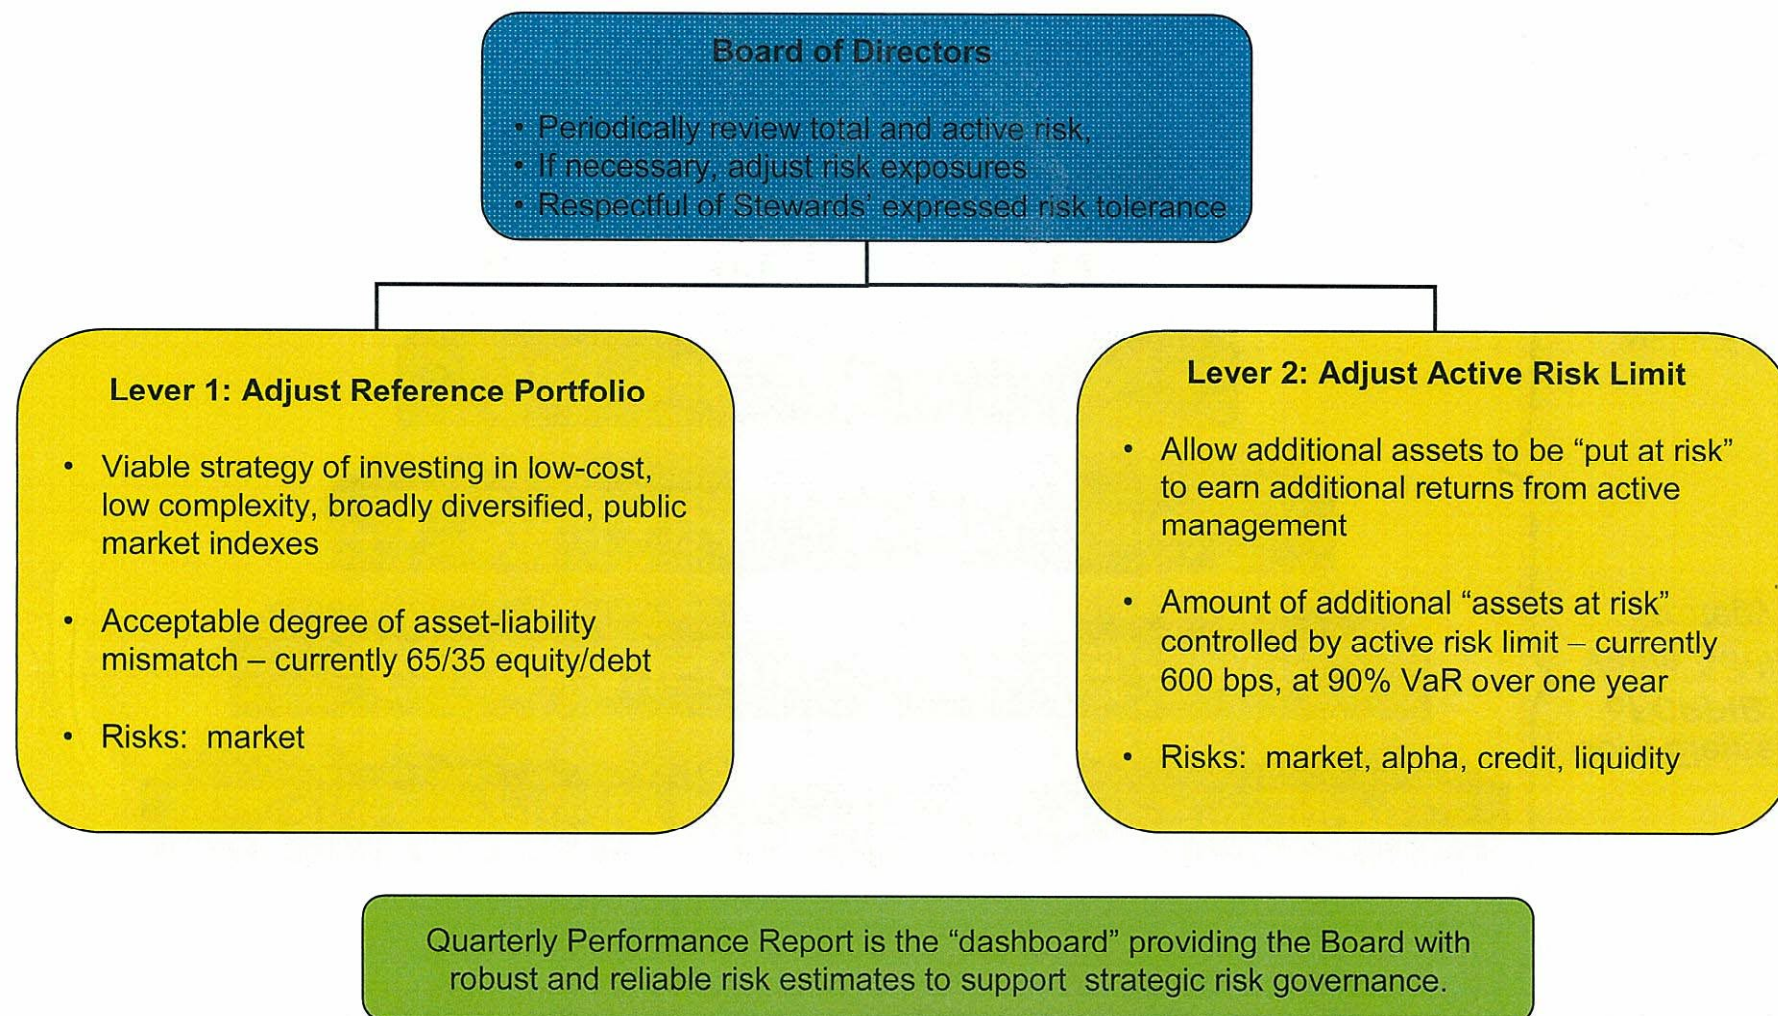 Board of Directors
• Periodically review total and active risk,
• If necessary, adjust risk exposures
• Respectful of Stewards' expressed risk tolerance
Lever 1: Adjust Reference Portfolio
• Viable strategy of investing in low-cost,
low complexity, broadly diversified, public
market indexes
• Acceptable degree of asset-liability
mismatch – currently 65/35 equity/debt
• Risks: market
Lever 2: Adjust Active Risk Limit
• Allow additional assets to be “put at risk”
to earn additional returns from active
management
• Amount of additional “assets at risk”
controlled by active risk limit – currently
600 bps, at 90% VaR over one year
• Risks: market, alpha, credit, liquidity
Quarterly Performance Report is the “dashboard” providing the Board with
robust and reliable risk estimates to support strategic risk governance.